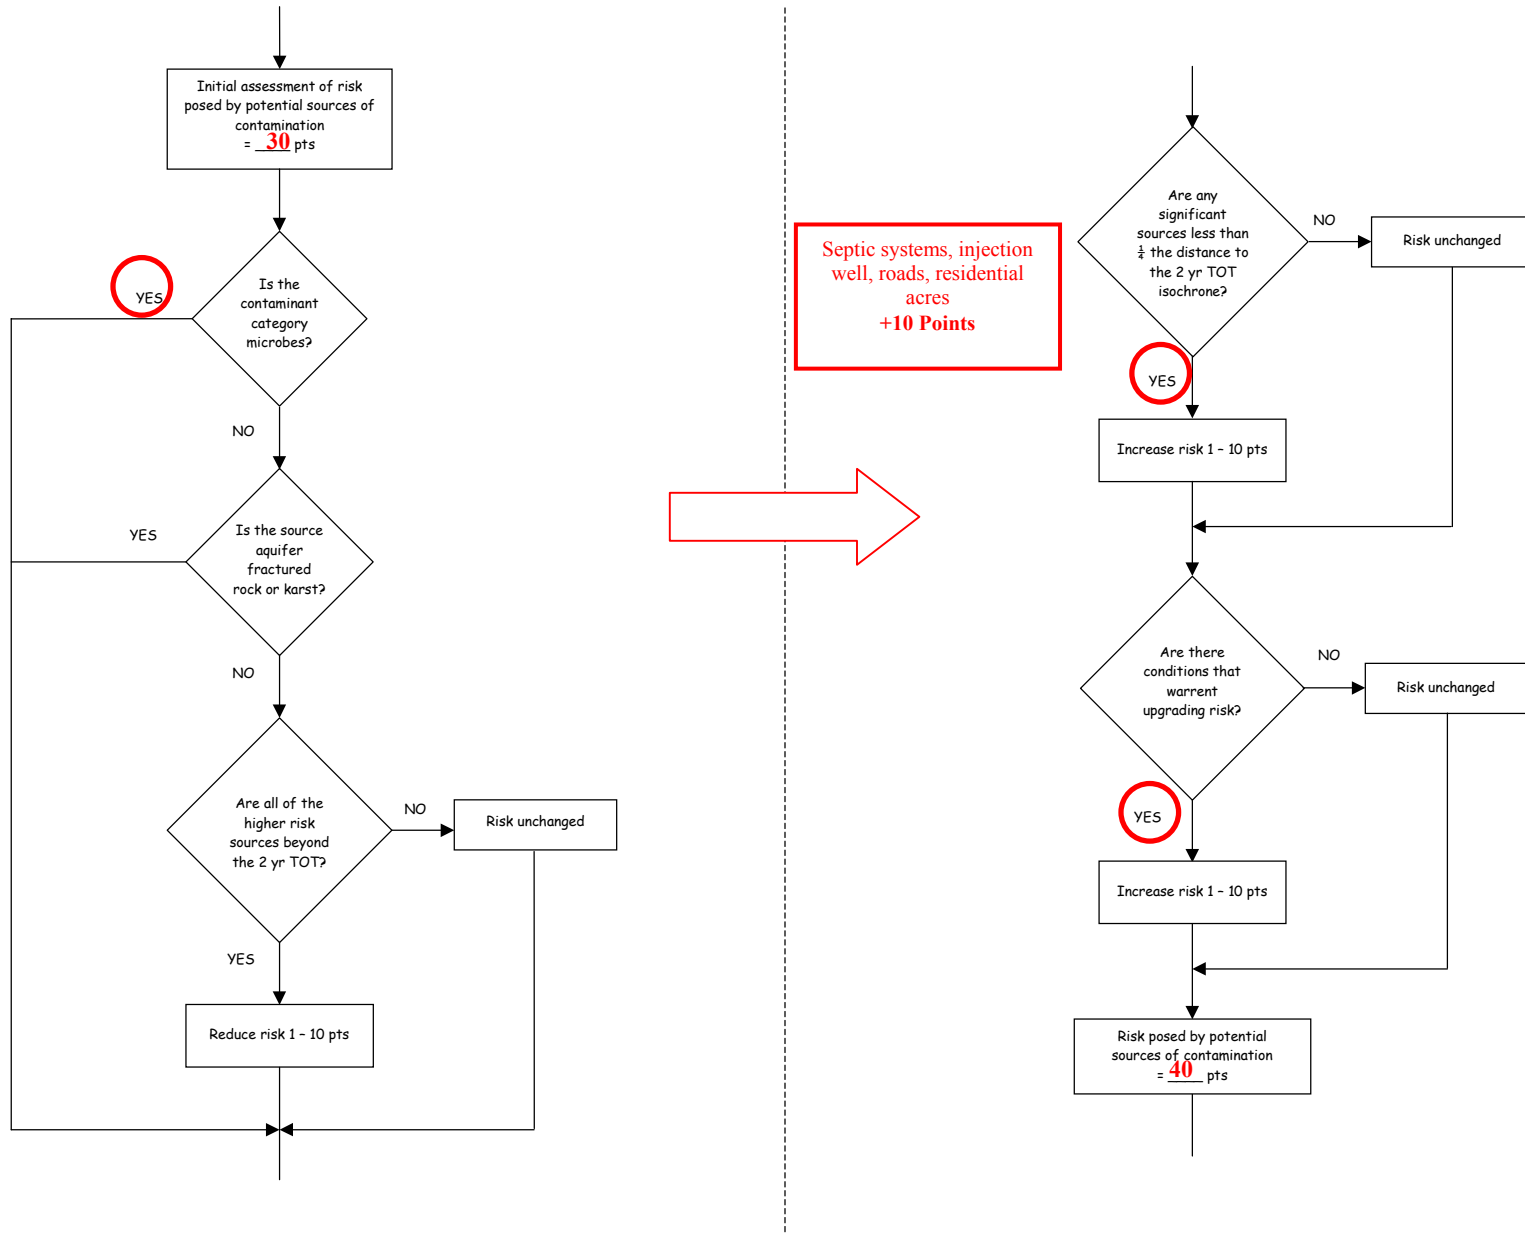 Initial assessment of risk
posed by potential sources of
contamination
= 30 pts
Is the
contaminant
category
microbes?
YES
NO
Is the source
aquifer
fractured
rock or karst?
YES
NO
Are all of the
higher risk
sources beyond
the 2 yr TOT?
NO
Risk unchanged
YES
Reduce risk 1 – 10 pts
Septic systems, injection
well, roads, residential
acres
+10 Points
Are any
significant
sources less than
¼ the distance to
the 2 yr TOT
isochrone?
NO
Risk unchanged
YES
Increase risk 1 – 10 pts
Are there
conditions that
warrent
upgrading risk?
NO
Risk unchanged
YES
Increase risk 1 – 10 pts
Risk posed by potential
sources of contamination
= 40 pts